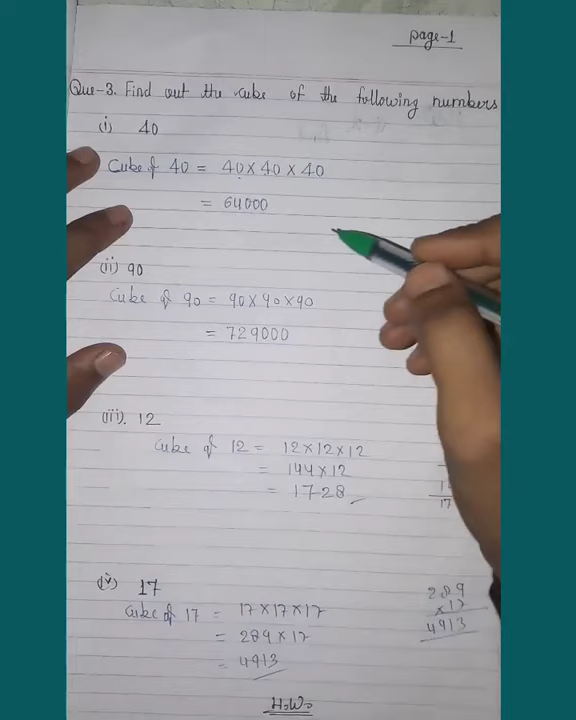 page-1
Que-3. Find out the cube of the following numbers
(i) 40
Cube of 40 = 40×40×40
= 64000
(ii) 90
Cube of 90 = 90×90×90
= 729000
(iii). 12
Cube of 12 = 12×12×12
= 144×12
= 1728
17
(iv) 17
Cube of 17 = 17×17×17
= 289×17
= 4913
289
×17
4913
H.W.